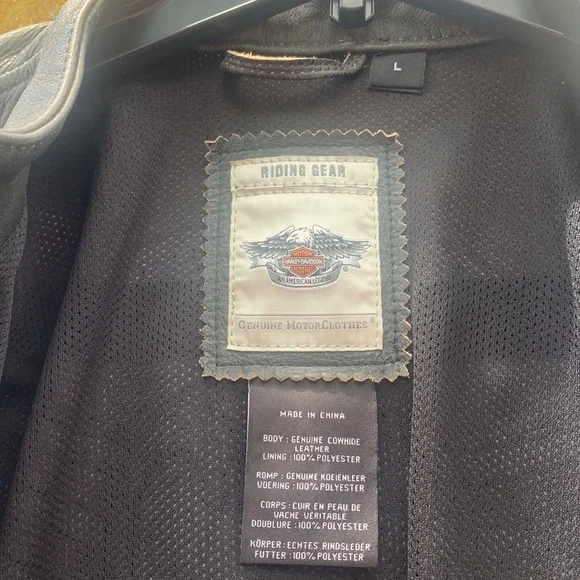 L
RIDING GEAR
MOTOR
HARLEY-DAVIDSON
CLOTHES
AN AMERICAN LEGEND
®
GENUINE MOTORCLOTHES®
MADE IN CHINA
BODY : GENUINE COWHIDE
LEATHER
LINING : 100% POLYESTER
ROMP : GENUINE KOEIENLEER
VOERING : 100% POLYESTER
CORPS : CUIR EN PEAU DE
VACHE VÉRITABLE
DOUBLURE : 100% POLYESTER
KÖRPER : ECHTES RINDSLEDER
FUTTER : 100% POLYESTER